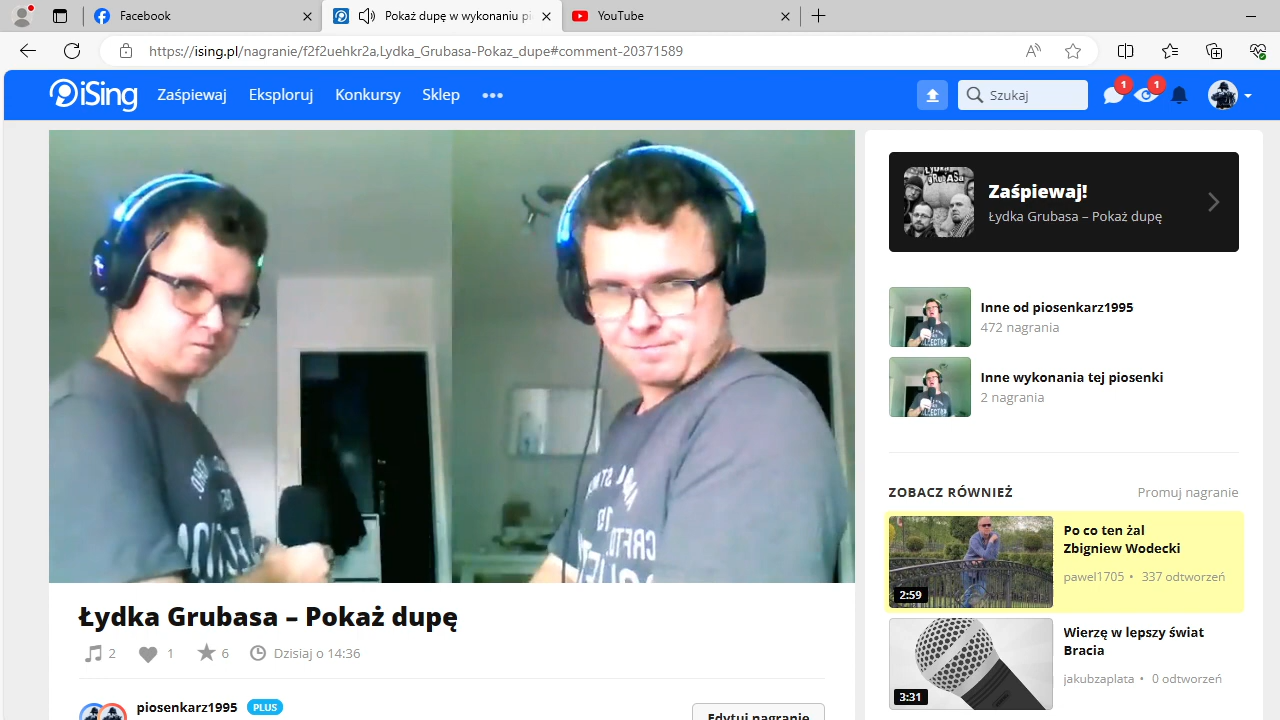 Facebook
Pokaż dupę w wykonaniu pi
YouTube
https://ising.pl/nagranie/f2f2uehkr2a,Lydka_Grubasa-Pokaz_dupe#comment-20371589
iSing
Zaśpiewaj
Eksploruj
Konkursy
Sklep
Szukaj
1
1
Zaśpiewaj!
Łydka Grubasa – Pokaż dupę
Inne od piosenkarz1995
472 nagrania
Inne wykonania tej piosenki
2 nagrania
ZOBACZ RÓWNIEŻ
Promuj nagranie
2:59
Po co ten żal
Zbigniew Wodecki
pawel1705 • 337 odtworzeń
3:31
Wierzę w lepszy świat
Bracia
jakubzaplata • 0 odtworzeń
Łydka Grubasa – Pokaż dupę
2
1
6
Dzisiaj o 14:36
piosenkarz1995 PLUS
Edytuj nagranie